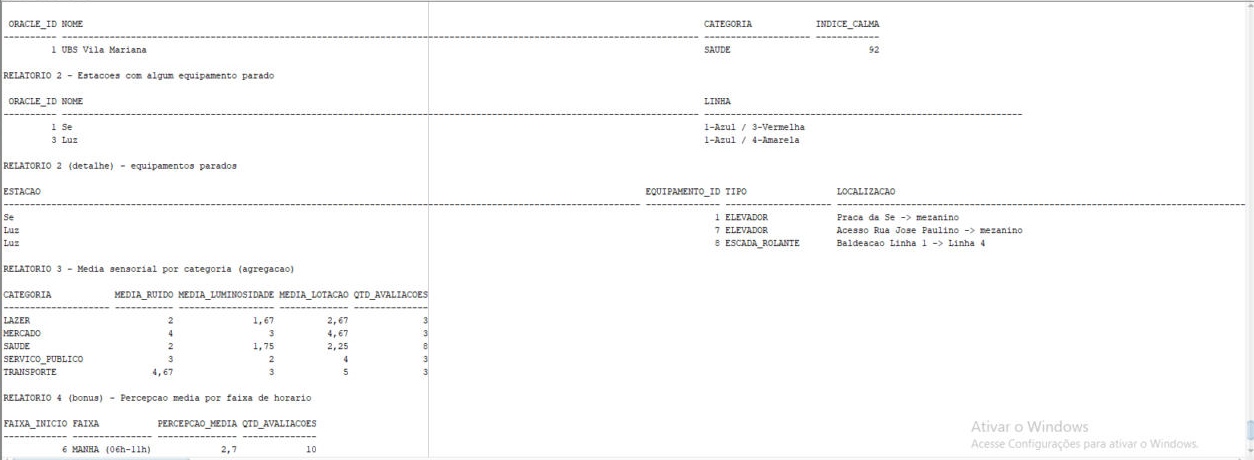 ORACLE_ID NOME CATEGORIA INDICE_CALMA
1 UBS Vila Mariana SAUDE 92
RELATORIO 2 - Estacoes com algum equipamento parado
ORACLE_ID NOME LINHA
1 Se 1-Azul / 3-Vermelha
3 Luz 1-Azul / 4-Amarela
RELATORIO 2 (detalhe) - equipamentos parados
ESTACAO EQUIPAMENTO_ID TIPO LOCALIZACAO
Se 1 ELEVADOR Praca da Se -> mezanino
Luz 7 ELEVADOR Acesso Rua Jose Paulino -> mezanino
Luz 8 ESCADA_ROLANTE Baldeacao Linha 1 -> Linha 4
RELATORIO 3 - Media sensorial por categoria (agregacao)
CATEGORIA MEDIA_RUIDO MEDIA_LUMINOSIDADE MEDIA_LOTACAO QTD_AVALIACOES
LAZER 2 1,67 2,67 3
MERCADO 4 3 4,67 3
SAUDE 2 1,75 2,25 8
SERVICO_PUBLICO 3 2 4 3
TRANSPORTE 4,67 3 5 3
RELATORIO 4 (bonus) - Percepcao media por faixa de horario
FAIXA_INICIO FAIXA PERCEPCAO_MEDIA QTD_AVALIACOES
6 MANHA (06h-11h) 2,7 10
Ativar o Windows
Acesse Configurações para ativar o Windows.